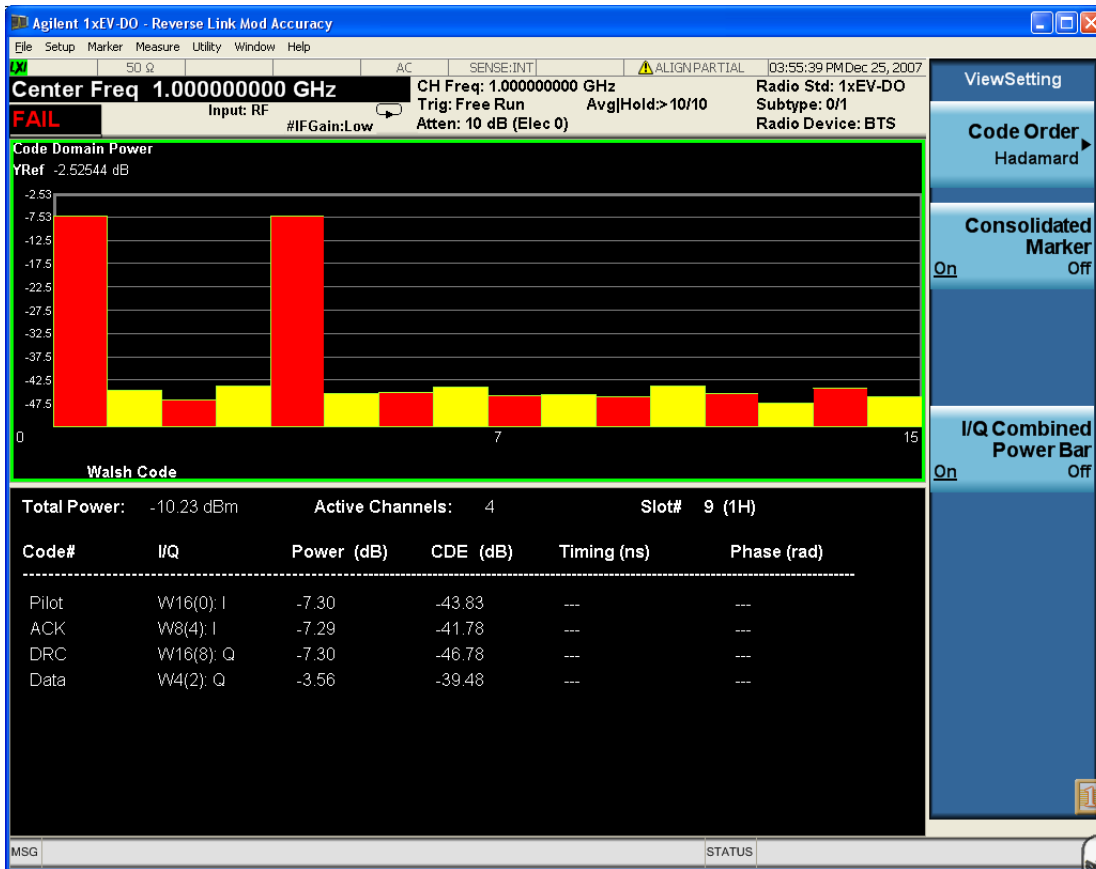 Agilent 1xEV-DO - Reverse Link Mod Accuracy
File Setup Marker Measure Utility Window Help
LXI 50 Ω AC SENSE:INT ALIGN PARTIAL 03:55:39 PM Dec 25, 2007
Center Freq 1.000000000 GHz
Input: RF
#IFGain:Low
CH Freq: 1.000000000 GHz
Trig: Free Run Avg|Hold:>10/10
Atten: 10 dB (Elec 0)
Radio Std: 1xEV-DO
Subtype: 0/1
Radio Device: BTS
FAIL
Code Domain Power
YRef -2.52544 dB
-2.53
-7.53
-12.5
-17.5
-22.5
-27.5
-32.5
-37.5
-42.5
-47.5
0 7 15
Walsh Code
Total Power: -10.23 dBm Active Channels: 4 Slot# 9 (1H)
Code# I/Q Power (dB) CDE (dB) Timing (ns) Phase (rad)
Pilot W16(0): I -7.30 -43.83 --- ---
ACK W8(4): I -7.29 -41.78 --- ---
DRC W16(8): Q -7.30 -46.78 --- ---
Data W4(2): Q -3.56 -39.48 --- ---
ViewSetting
Code Order
Hadamard
Consolidated
Marker
On Off
I/Q Combined
Power Bar
On Off
1
MSG STATUS